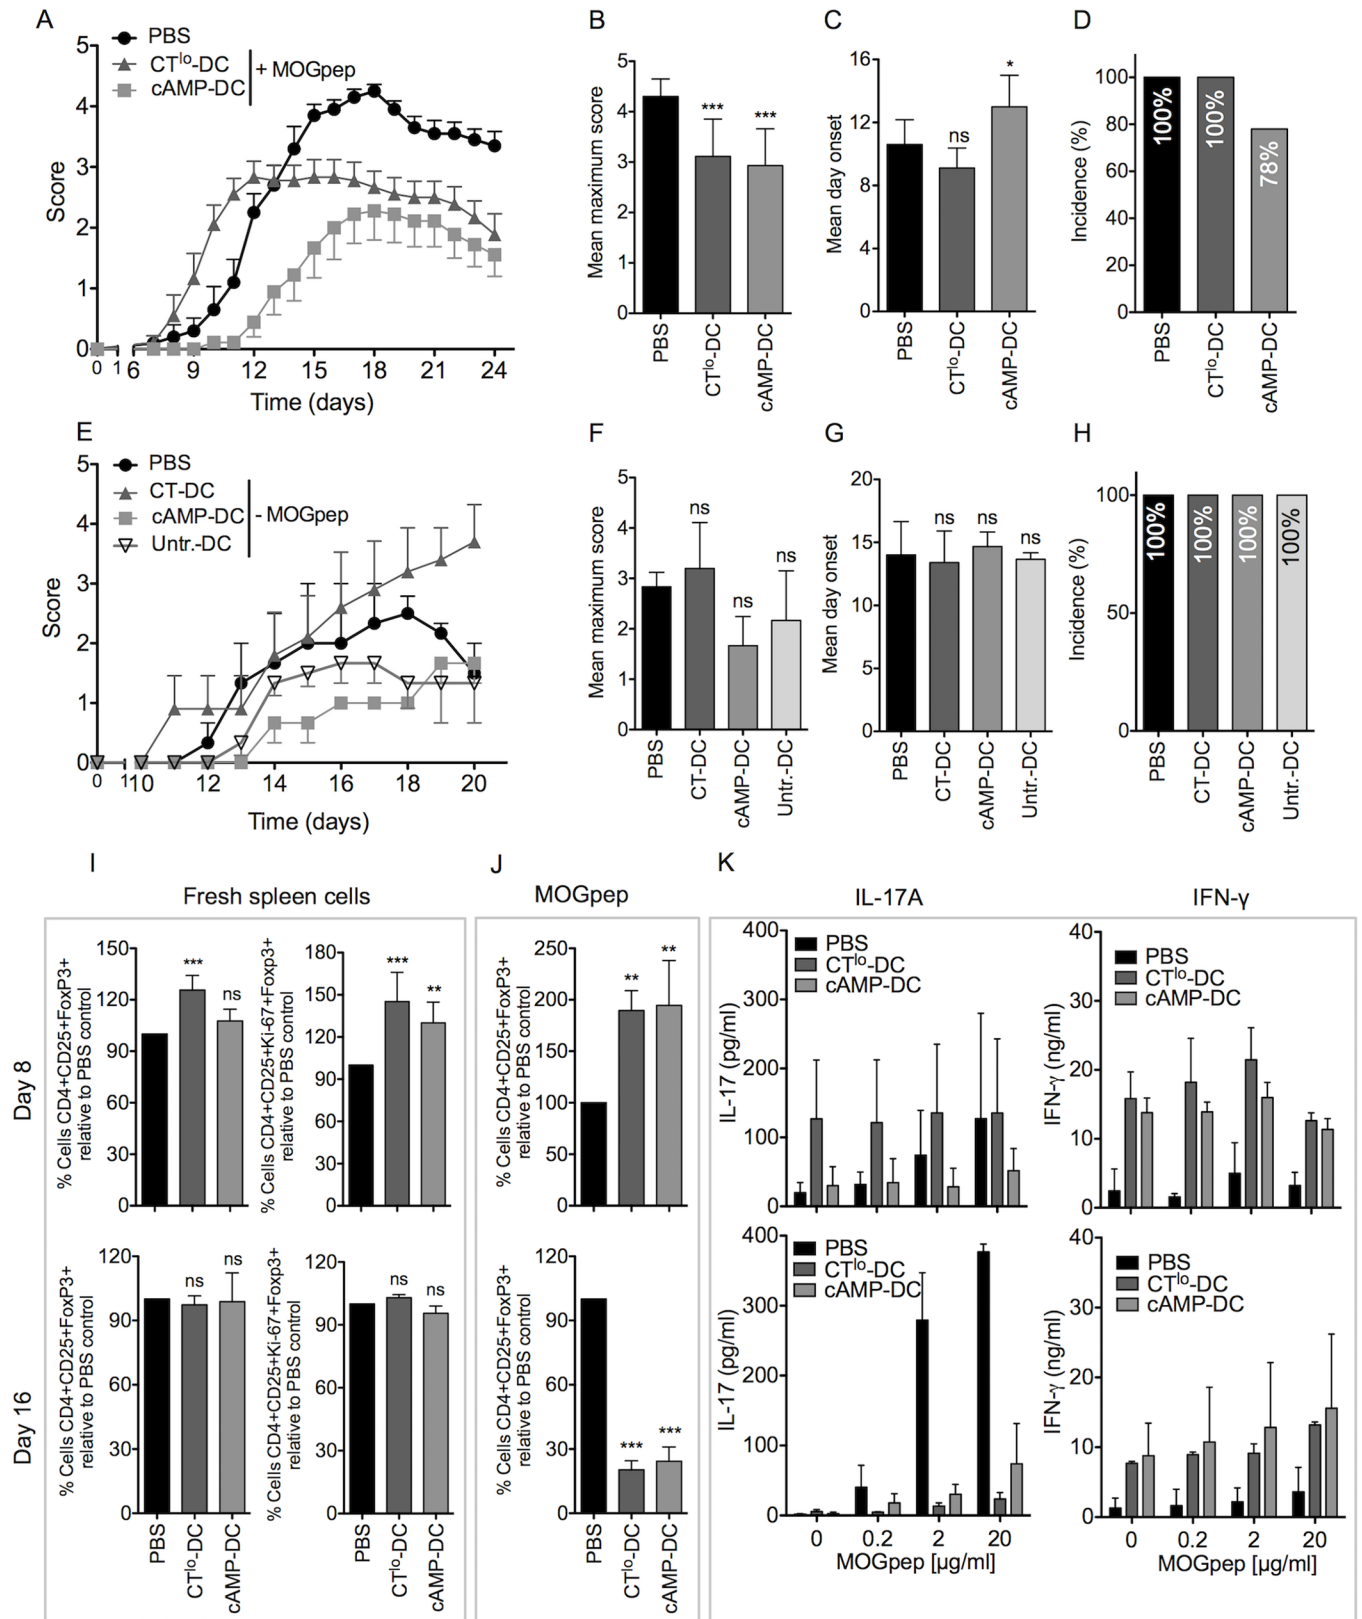 A
PBS
CTlo-DC
cAMP-DC
+ MOGpep
Score
5
4
3
2
1
0
0 1 6 9 12 15 18 21 24
Time (days)
B
Mean maximum score
5
4
3
2
1
0
***
***
PBS
CTlo-DC
cAMP-DC
C
Mean day onset
16
12
8
4
0
ns
*
PBS
CTlo-DC
cAMP-DC
D
Incidence (%)
100
80
60
40
20
0
100%
100%
78%
PBS
CTlo-DC
cAMP-DC
E
PBS
CT-DC
cAMP-DC
Untr.-DC
- MOGpep
Score
5
4
3
2
1
0
0 110 12 14 16 18 20
Time (days)
F
Mean maximum score
5
4
3
2
1
0
ns
ns
ns
PBS
CT-DC
cAMP-DC
Untr.-DC
G
Mean day onset
20
15
10
5
0
ns
ns
ns
PBS
CT-DC
cAMP-DC
Untr.-DC
H
Incidence (%)
100
50
0
100%
100%
100%
100%
PBS
CT-DC
cAMP-DC
Untr.-DC
I
Fresh spleen cells
Day 8
% Cells CD4+CD25+FoxP3+
relative to PBS control
150
120
90
60
30
0
***
ns
% Cells CD4+CD25+Ki-67+Foxp3+
relative to PBS control
180
150
120
90
60
30
0
***
**
Day 16
% Cells CD4+CD25+FoxP3+
relative to PBS control
120
90
60
30
0
ns
ns
PBS
CTlo-DC
cAMP-DC
% Cells CD4+CD25+Ki-67+Foxp3+
relative to PBS control
120
90
60
30
0
ns
ns
PBS
CTlo-DC
cAMP-DC
J
MOGpep
% Cells CD4+CD25+FoxP3+
relative to PBS control
250
200
150
100
50
0
**
**
% Cells CD4+CD25+FoxP3+
relative to PBS control
120
90
60
30
0
***
***
PBS
CTlo-DC
cAMP-DC
K
IL-17A
IL-17 (pg/ml)
400
300
200
100
0
PBS
CTlo-DC
cAMP-DC
IFN-γ
IFN-γ (ng/ml)
40
30
20
10
0
PBS
CTlo-DC
cAMP-DC
IL-17 (pg/ml)
400
300
200
100
0
PBS
CTlo-DC
cAMP-DC
0 0.2 2 20
MOGpep [µg/ml]
IFN-γ (ng/ml)
40
30
20
10
0
PBS
CTlo-DC
cAMP-DC
0 0.2 2 20
MOGpep [µg/ml]